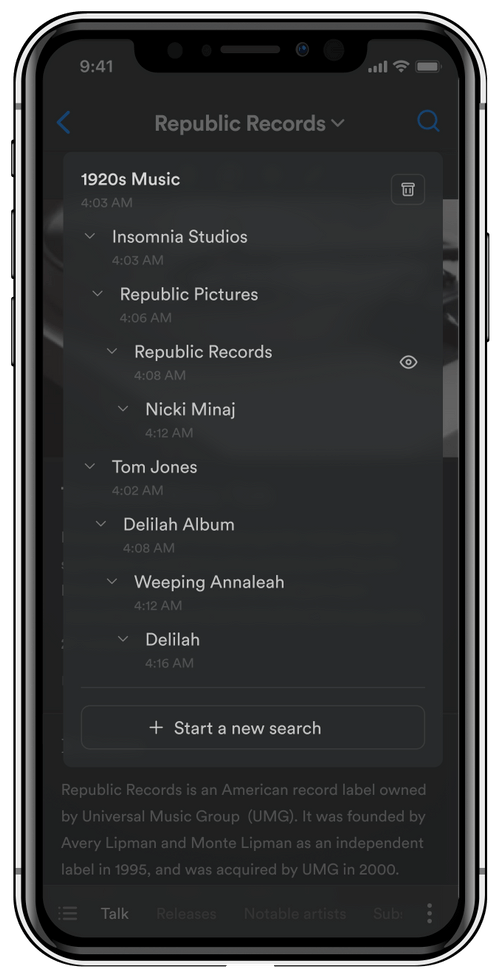 9:41
Republic Records
1920s Music
4:03 AM
Insomnia Studios
4:03 AM
Republic Pictures
4:06 AM
Republic Records
4:08 AM
Nicki Minaj
4:12 AM
Tom Jones
4:02 AM
Delilah Album
4:08 AM
Weeping Annaleah
4:12 AM
Delilah
4:16 AM
+ Start a new search
Republic Records is an American record label owned
by Universal Music Group (UMG). It was founded by
Avery Lipman and Monte Lipman as an independent
label in 1995, and was acquired by UMG in 2000.
Talk Releases Notable artists Sub: